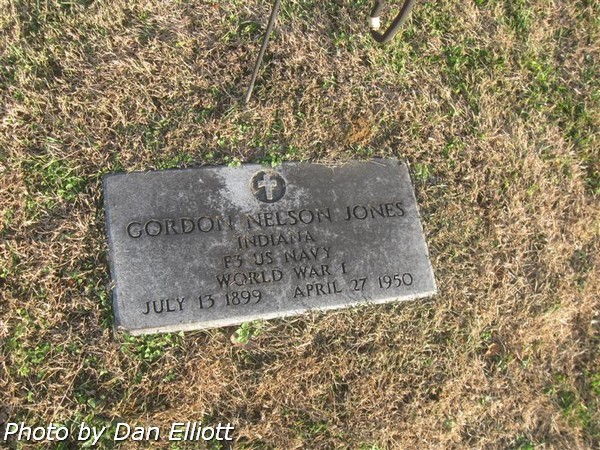 GORDON NELSON JONES
INDIANA
F3 US NAVY
WORLD WAR I
JULY 13 1899 APRIL 27 1950
Photo by Dan Elliott